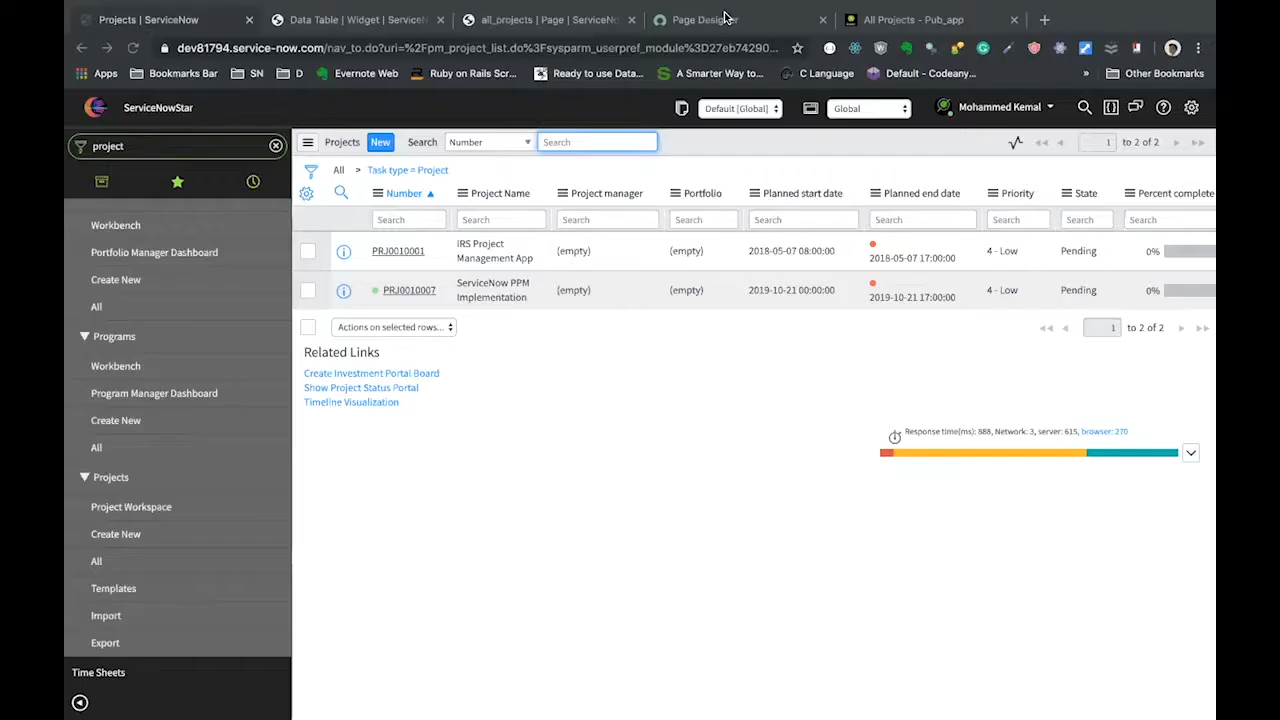 Projects | ServiceNow
Data Table | Widget | ServiceN
all_projects | Page | ServiceNo
Page Designer
All Projects - Pub_app
dev81794.service-now.com/nav_to.do?uri=%2Fpm_project_list.do%3Fsysparm_userpref_module%3D27eb74290...
Apps
Bookmarks Bar
SN
D
Evernote Web
Ruby on Rails Scr...
Ready to use Data...
A Smarter Way to...
C Language
Default - Codeany...
»
Other Bookmarks
ServiceNowStar
Default [Global]
Global
Mohammed Kemal
project
Projects
New
Search
Number
Search
1
to 2 of 2
All > Task type = Project
Number
Project Name
Project manager
Portfolio
Planned start date
Planned end date
Priority
State
Percent complete
Search
Search
Search
Search
Search
Search
Search
Search
Search
PRJ0010001
IRS Project
Management App
(empty)
(empty)
2018-05-07 08:00:00
2018-05-07 17:00:00
4 - Low
Pending
0%
PRJ0010007
ServiceNow PPM
Implementation
(empty)
(empty)
2019-10-21 00:00:00
2019-10-21 17:00:00
4 - Low
Pending
0%
Actions on selected rows...
1
to 2 of 2
Related Links
Create Investment Portal Board
Show Project Status Portal
Timeline Visualization
Response time(ms): 888, Network: 3, server: 615, browser: 270
Workbench
Portfolio Manager Dashboard
Create New
All
Programs
Workbench
Program Manager Dashboard
Create New
All
Projects
Project Workspace
Create New
All
Templates
Import
Export
Time Sheets